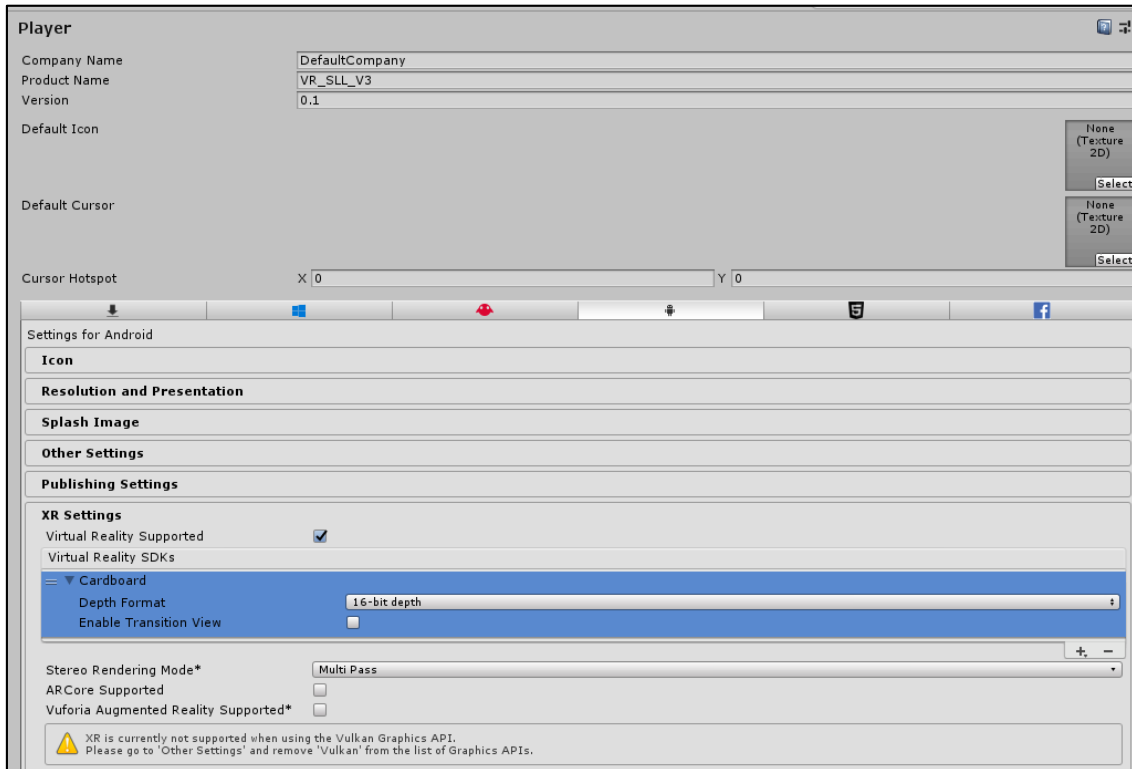 Player
Company Name DefaultCompany
Product Name VR_SLL_V3
Version 0.1
Default Icon
None
(Texture
2D)
Select
Default Cursor
None
(Texture
2D)
Select
Cursor Hotspot X 0 Y 0
Settings for Android
Icon
Resolution and Presentation
Splash Image
Other Settings
Publishing Settings
XR Settings
Virtual Reality Supported
Virtual Reality SDKs
Cardboard
Depth Format 16-bit depth
Enable Transition View
Stereo Rendering Mode* Multi Pass
ARCore Supported
Vuforia Augmented Reality Supported*
XR is currently not supported when using the Vulkan Graphics API.
Please go to 'Other Settings' and remove 'Vulkan' from the list of Graphics APIs.